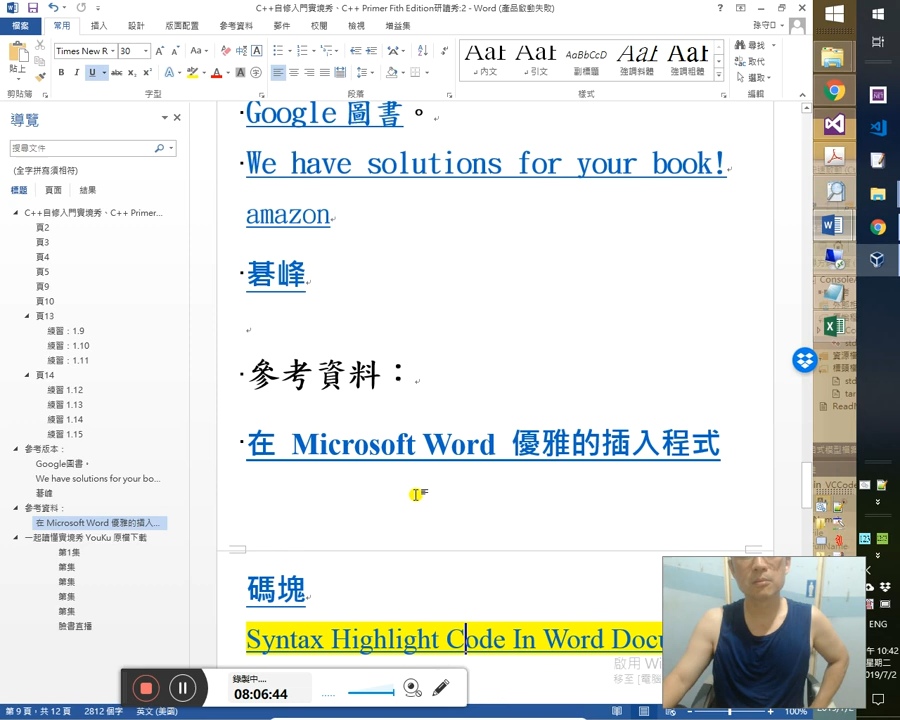 C++自修入門實境秀、C++ Primer Fith Edition研讀秀:2 - Word (產品啟動失敗)
檔案 常用 插入 設計 版面配置 參考資料 郵件 校閱 檢視 增益集
孫守口
貼上
Times New R 30
剪貼簿 字型 段落 樣式 編輯
AaI AaI AaBbCcD AaI AaI
內文 引文 副標題 強調斜體 強調粗體
尋找
取代
選取
導覽
搜尋文件
(全字拼寫須相符)
標題 頁面 結果
C++自修入門實境秀、C++ Primer...
頁2
頁3
頁4
頁5
頁9
頁10
頁13
練習：1.9
練習：1.10
練習：1.11
頁14
練習 1.12
練習 1.13
練習 1.14
練習 1.15
參考版本：
Google圖書。
We have solutions for your bo...
碁峰
參考資料：
在 Microsoft Word 優雅的插入...
一起讀懂實境秀 YouKu 原檔下載
第1集
第集
第集
第集
第集
臉書直播
Google 圖書。
We have solutions for your book!
amazon
碁峰
參考資料：
在 Microsoft Word 優雅的插入程式
碼塊
Syntax Highlight Code In Word Docu
錄製中...
08:06:44
第 9 頁，共 12 頁 2812 個字 英文 (美國)
100%
ENG
2019/7/2